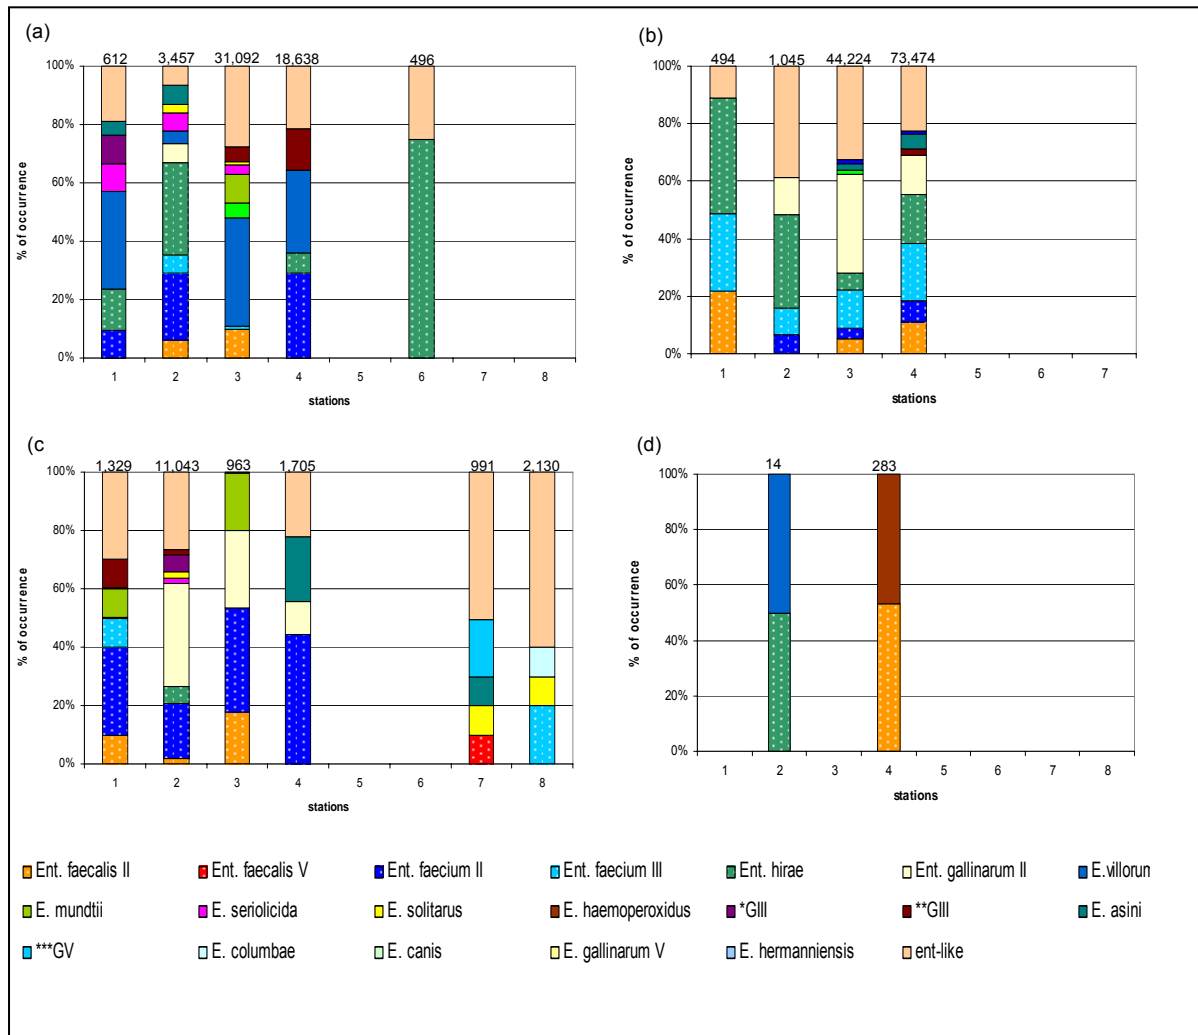 (a)
612 3,457 31,092 18,638 496
100%
80%
60%
40%
20%
0%
% of occurrence
1 2 3 4 5 6 7 8
stations
(b)
494 1,045 44,224 73,474
100%
80%
60%
40%
20%
0%
% of occurrence
1 2 3 4 5 6 7
stations
(c
1,329 11,043 963 1,705 991 2,130
100%
80%
60%
40%
20%
0%
% of occurrence
1 2 3 4 5 6 7 8
stations
(d)
14 283
100%
80%
60%
40%
20%
0%
% of occurrence
1 2 3 4 5 6 7 8
stations
Ent. faecalis II Ent. faecalis V Ent. faecium II Ent. faecium III Ent. hirae Ent. gallinarum II E.villorun
E. mundtii E. seriolicida E. solitarus E. haemoperoxidus *GIII **GIII E. asini
***GV E. columbae E. canis E. gallinarum V E. hermanniensis ent-like